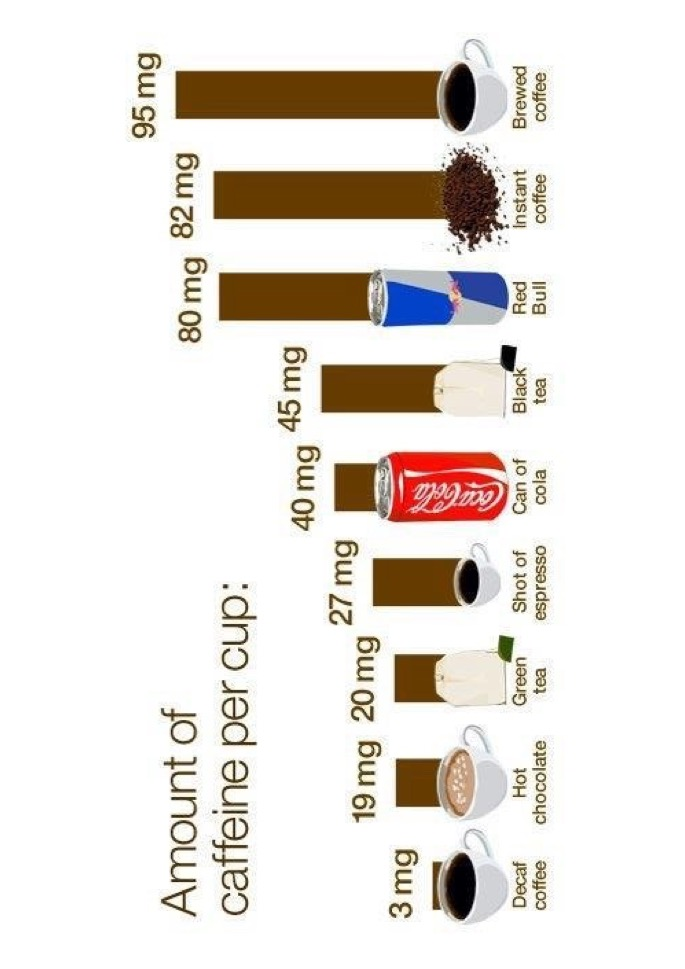 Amount of
caffeine per cup:
3 mg
19 mg
20 mg
27 mg
40 mg
45 mg
80 mg
82 mg
95 mg
Coca-Cola
Decaf
coffee
Hot
chocolate
Green
tea
Shot of
espresso
Can of
cola
Black
tea
Red
Bull
Instant
coffee
Brewed
coffee